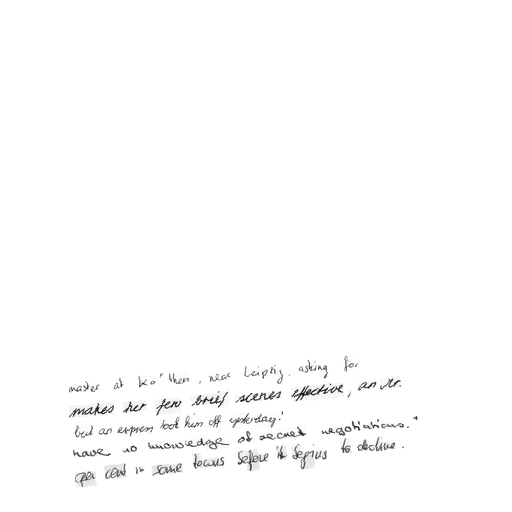 master at Ko"then, near Leipzig, asking for
makes her few brief scenes effective, an
but an express took him off yesterday.'
have no knowledge of secret negotiations."
per cent in some towns before it begins to decline.